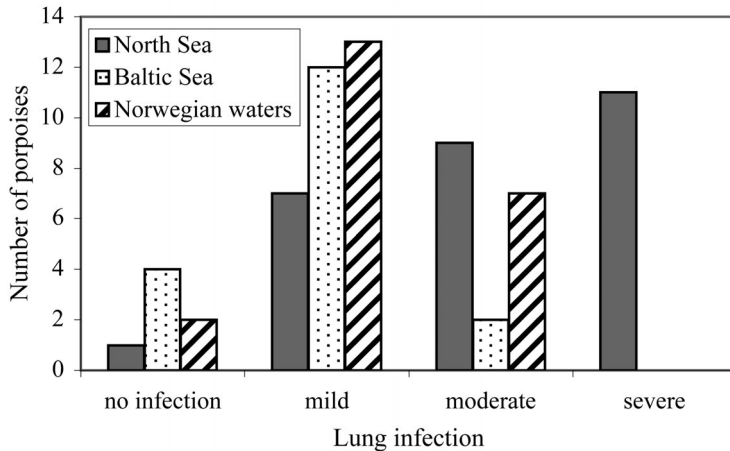 14
12
10
8
6
4
2
0
Number of porpoises
North Sea
Baltic Sea
Norwegian waters
no infection mild moderate severe
Lung infection